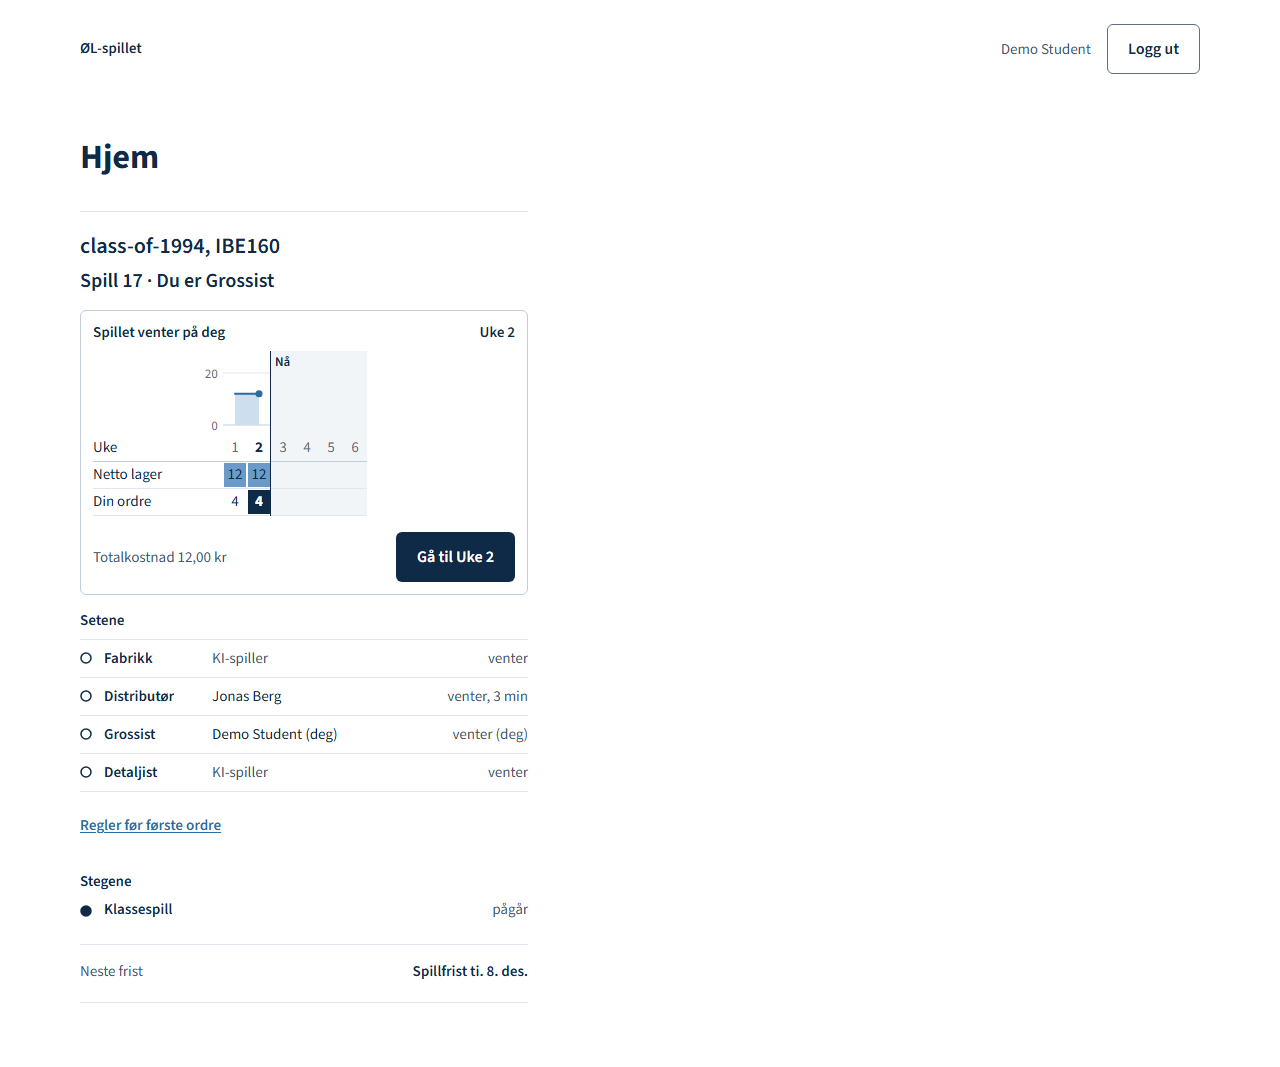 ØL-spillet
Demo Student
Logg ut
Hjem
class-of-1994, IBE160
Spill 17 · Du er Grossist
Spillet venter på deg Uke 2
Nå
20
0
Uke 1 2 3 4 5 6
Netto lager 12 12
Din ordre 4 4
Totalkostnad 12,00 kr
Gå til Uke 2
Setene
Fabrikk KI-spiller venter
Distributør Jonas Berg venter, 3 min
Grossist Demo Student (deg) venter (deg)
Detaljist KI-spiller venter
Regler før første ordre
Stegene
Klassespill pågår
Neste frist Spillfrist ti. 8. des.